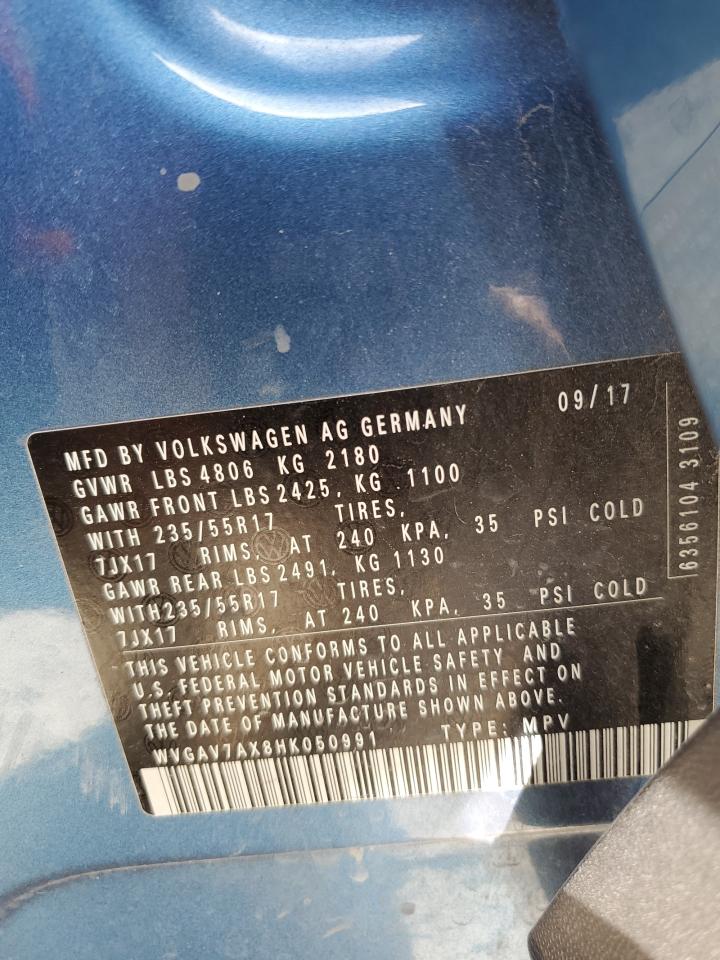 MFD BY VOLKSWAGEN AG GERMANY 09/17
GVWR LBS 4806 KG 2180
GAWR FRONT LBS 2425, KG 1100
WITH 235/55R17 TIRES,
7JX17 RIMS, AT 240 KPA, 35 PSI COLD
GAWR REAR LBS 2491, KG 1130
WITH235/55R17 TIRES,
7JX17 RIMS, AT 240 KPA, 35 PSI COLD
THIS VEHICLE CONFORMS TO ALL APPLICABLE
U.S. FEDERAL MOTOR VEHICLE SAFETY AND
THEFT PREVENTION STANDARDS IN EFFECT ON
THE DATE OF MANUFACTURE SHOWN ABOVE.
WVGAV7AX8HK050991 TYPE: MPV
6356104 3109